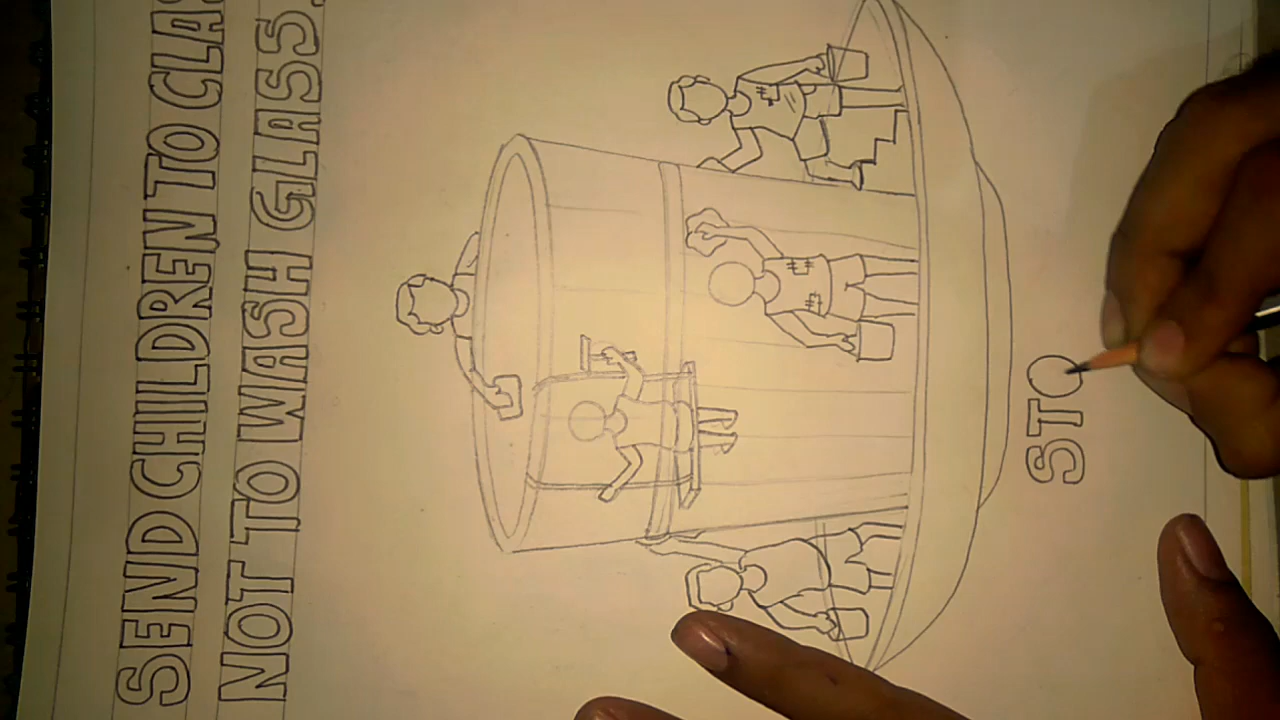 SEND CHILDREN TO CLAS
NOT TO WASH GLASS.
STO